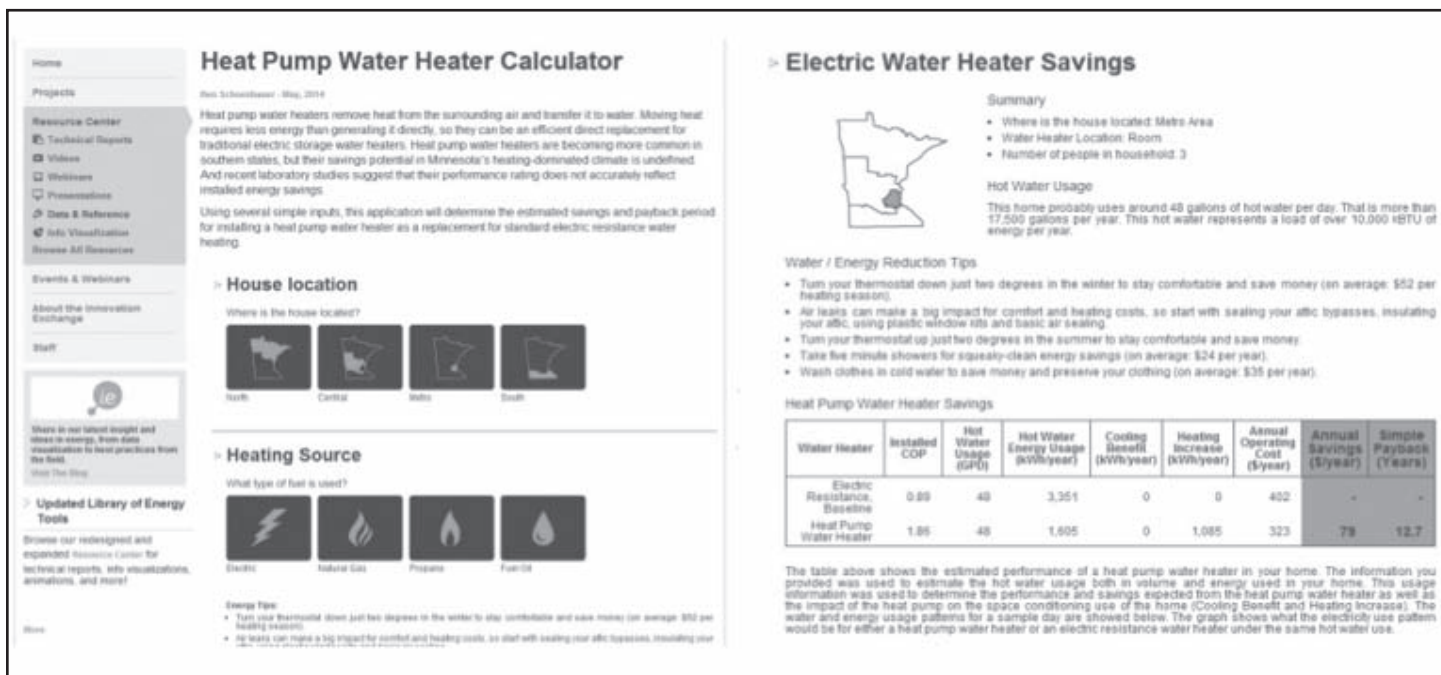 Home
Projects
Resource Center
Technical Reports
Videos
Webinars
Presentations
Data & Reference
Info Visualization
Browse All Resources
Events & Webinars
About the Innovation
Exchange
Staff
Share in our latest insight and
ideas in energy, from data
visualization to best practices from
the field.
Visit The Blog
Updated Library of Energy
Tools
Browse our redesigned and
expanded Resource Center for
technical reports, info visualizations,
animations, and more!
More
Heat Pump Water Heater Calculator
Ben Schoenbauer - May, 2014
Heat pump water heaters remove heat from the surrounding air and transfer it to water. Moving heat
requires less energy than generating it directly, so they can be an efficient direct replacement for
traditional electric storage water heaters. Heat pump water heaters are becoming more common in
southern states, but their savings potential in Minnesota's heating-dominated climate is undefined.
And recent laboratory studies suggest that their performance rating does not accurately reflect
installed energy savings.
Using several simple inputs, this application will determine the estimated savings and payback period
for installing a heat pump water heater as a replacement for standard electric resistance water
heating.
House location
Where is the house located?
North Central Metro South
Heating Source
What type of fuel is used?
Electric Natural Gas Propane Fuel Oil
Energy Tips:
Turn your thermostat down just two degrees in the winter to stay comfortable and save money (on average: $52 per
heating season).
Air leaks can make a big impact for comfort and heating costs, so start with sealing your attic bypasses, insulating your
Electric Water Heater Savings
Summary
Where is the house located: Metro Area
Water Heater Location: Room
Number of people in household: 3
Hot Water Usage
This home probably uses around 48 gallons of hot water per day. That is more than
17,500 gallons per year. This hot water represents a load of over 10,000 kBTU of
energy per year.
Water / Energy Reduction Tips
Turn your thermostat down just two degrees in the winter to stay comfortable and save money (on average: $52 per
heating season).
Air leaks can make a big impact for comfort and heating costs, so start with sealing your attic bypasses, insulating
your attic, using plastic window kits and basic air sealing.
Turn your thermostat up just two degrees in the summer to stay comfortable and save money.
Take five minute showers for squeaky-clean energy savings (on average: $24 per year).
Wash clothes in cold water to save money and preserve your clothing (on average: $35 per year).
Heat Pump Water Heater Savings
Water Heater Installed COP Hot Water Usage (GPD) Hot Water Energy Usage (kWh/year) Cooling Benefit (kWh/year) Heating Increase (kWh/year) Annual Operating Cost ($/year) Annual Savings ($/year) Simple Payback (Years)
Electric Resistance, Baseline 0.89 48 3,351 0 0 402 - -
Heat Pump Water Heater 1.86 48 1,605 0 1,085 323 79 12.7
The table above shows the estimated performance of a heat pump water heater in your home. The information you
provided was used to estimate the hot water usage both in volume and energy used in your home. This usage
information was used to determine the performance and savings expected from the heat pump water heater as well as
the impact of the heat pump on the space conditioning use of the home (Cooling Benefit and Heating Increase). The
water and energy usage patterns for a sample day are showed below. The graph shows what the electricity use pattern
would be for either a heat pump water heater or an electric resistance water heater under the same hot water use.